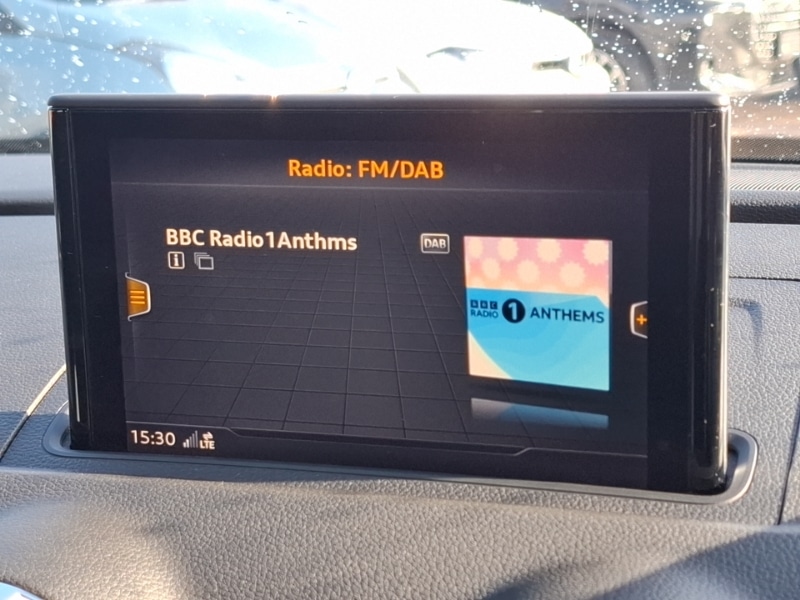 Radio: FM/DAB
BBC Radio1Anthms
DAB
i
BBC
RADIO 1 ANTHEMS
+
15:30
LTE